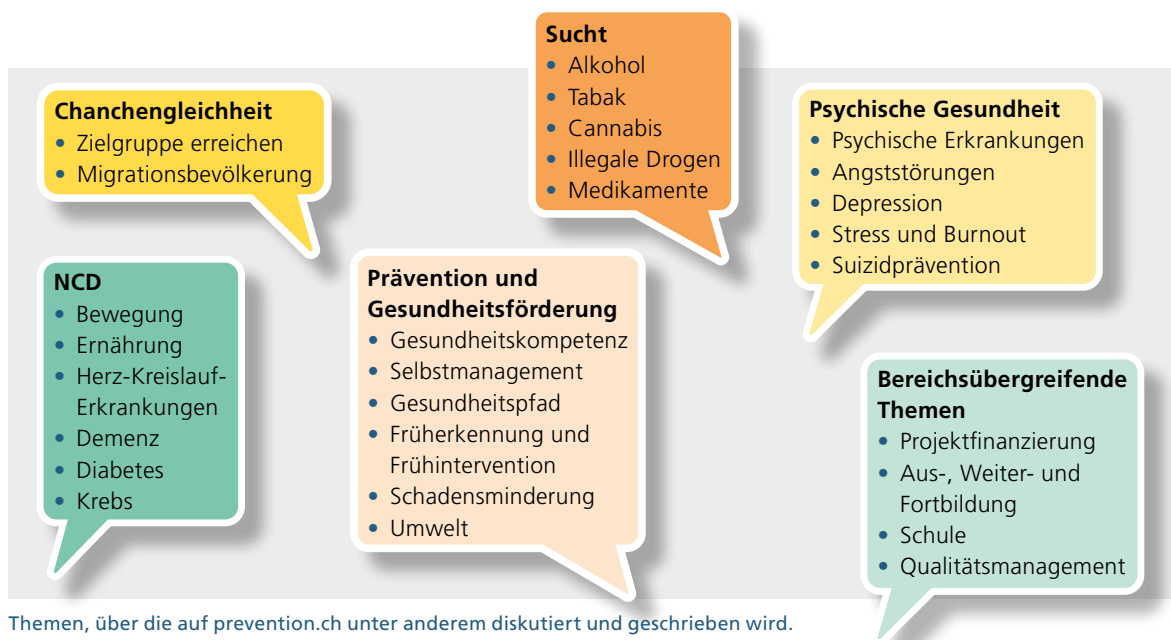 Sucht
• Alkohol
• Tabak
• Cannabis
• Illegale Drogen
• Medikamente
Chanchengleichheit
• Zielgruppe erreichen
• Migrationsbevölkerung
Psychische Gesundheit
• Psychische Erkrankungen
• Angststörungen
• Depression
• Stress und Burnout
• Suizidprävention
NCD
• Bewegung
• Ernährung
• Herz-Kreislauf-
Erkrankungen
• Demenz
• Diabetes
• Krebs
Prävention und
Gesundheitsförderung
• Gesundheitskompetenz
• Selbstmanagement
• Gesundheitspfad
• Früherkennung und
Frühintervention
• Schadensminderung
• Umwelt
Bereichsübergreifende
Themen
• Projektfinanzierung
• Aus-, Weiter- und
Fortbildung
• Schule
• Qualitätsmanagement
Themen, über die auf prevention.ch unter anderem diskutiert und geschrieben wird.